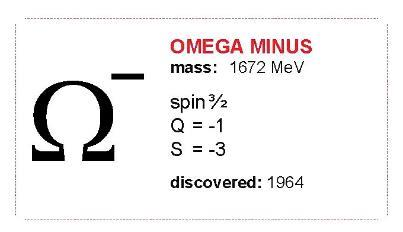 Ω⁻
OMEGA MINUS
mass: 1672 MeV
spin 3/2
Q = -1
S = -3
discovered: 1964